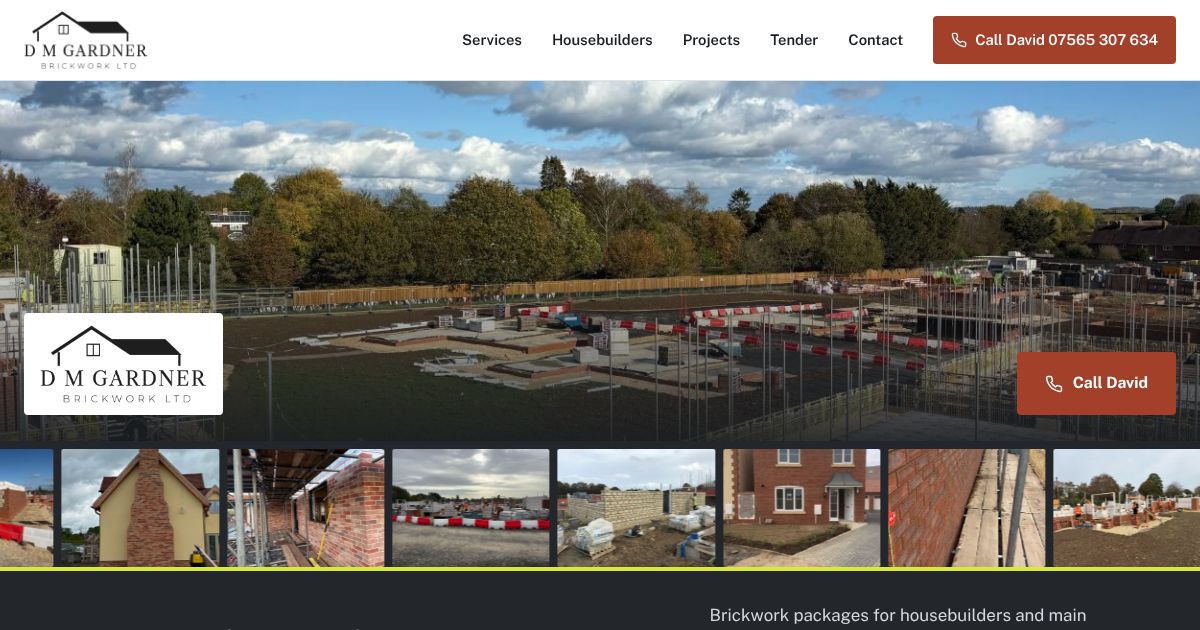 D M GARDNER
BRICKWORK LTD
Services
Housebuilders
Projects
Tender
Contact
Call David 07565 307 634
D M GARDNER
BRICKWORK LTD
Call David
Brickwork packages for housebuilders and main